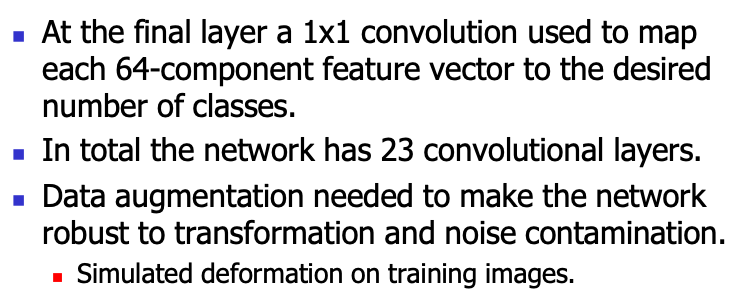 At the final layer a 1x1 convolution used to map
each 64-component feature vector to the desired
number of classes.
In total the network has 23 convolutional layers.
Data augmentation needed to make the network
robust to transformation and noise contamination.
Simulated deformation on training images.